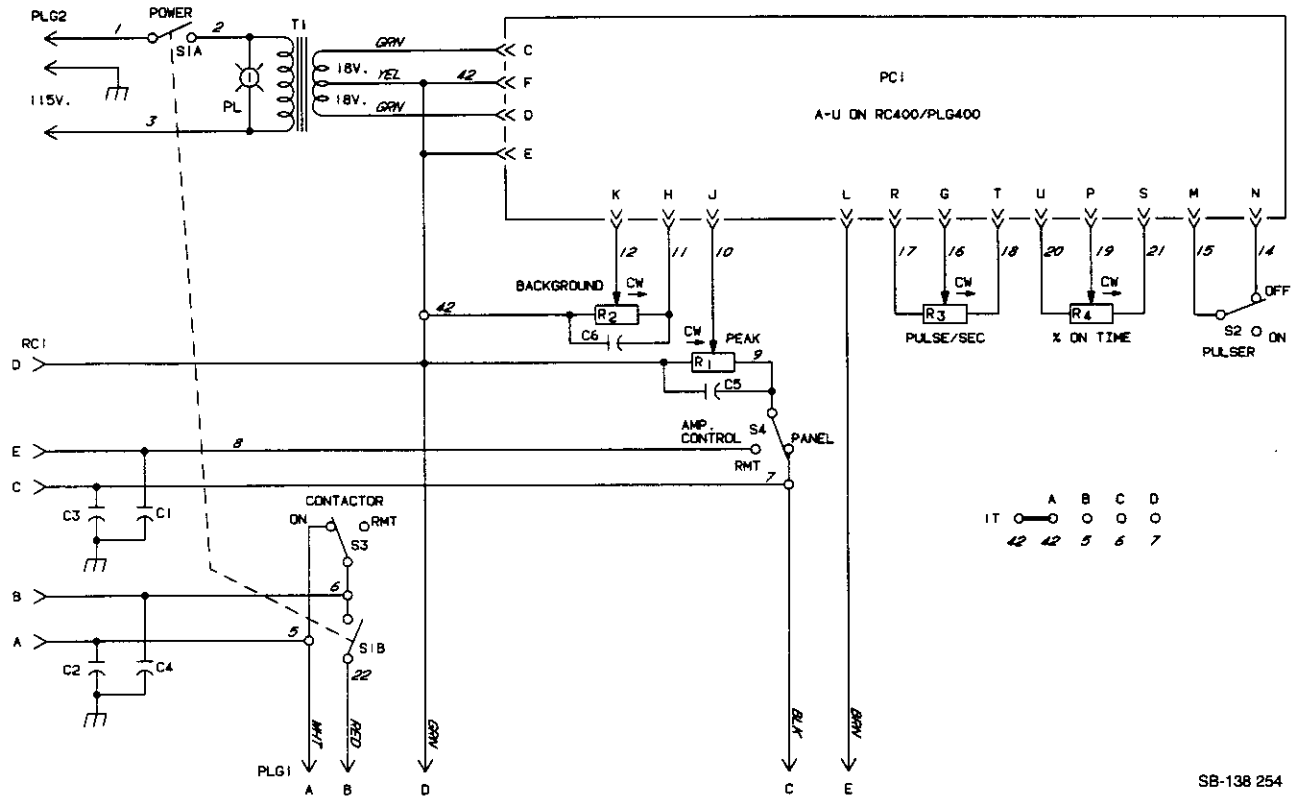 PLG2
1
POWER
2
S1A
T1
GRN
C
18V.
YEL
42
F
PC1
115V.
PL
18V.
GRN
D
A-U ON RC400/PLG400
3
E
K H J L R G T U P S M N
12 11 10 17 16 18 20 19 21 15 14
BACKGROUND
CW
CW
CW
OFF
42
R2
R3
R4
C6
CW
PEAK
PULSE/SEC
% ON TIME
S2
ON
PULSER
RC1
D
R1
9
C5
AMP.
CONTROL
S4
PANEL
E
8
RMT
C
7
CONTACTOR
C3
C1
ON
RMT
S3
A B C D
1T
42 42 5 6 7
B
6
A
5
S1B
C2
C4
22
WHT
RED
GRN
BLK
BRN
PLG1
A B D C E
SB-138 254